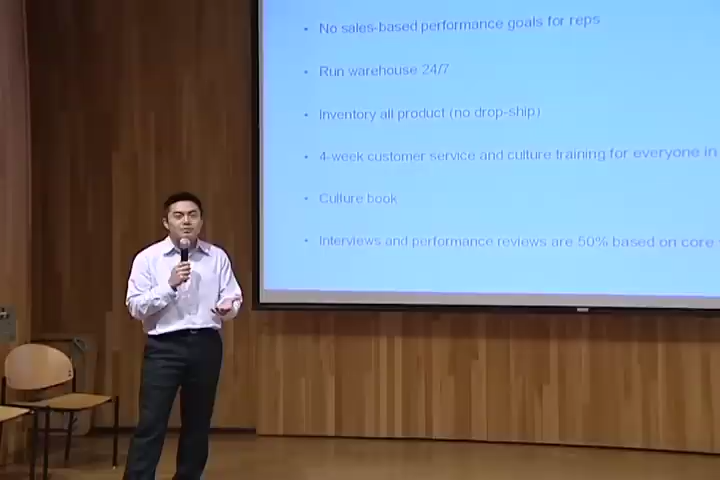 No sales-based performance goals for reps
Run warehouse 24/7
Inventory all product (no drop-ship)
4-week customer service and culture training for everyone in
Culture book
Interviews and performance reviews are 50% based on core